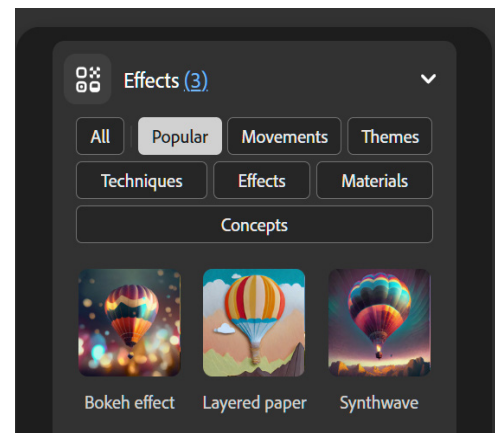 Effects (3)
All Popular Movements Themes
Techniques Effects Materials
Concepts
Bokeh effect Layered paper Synthwave